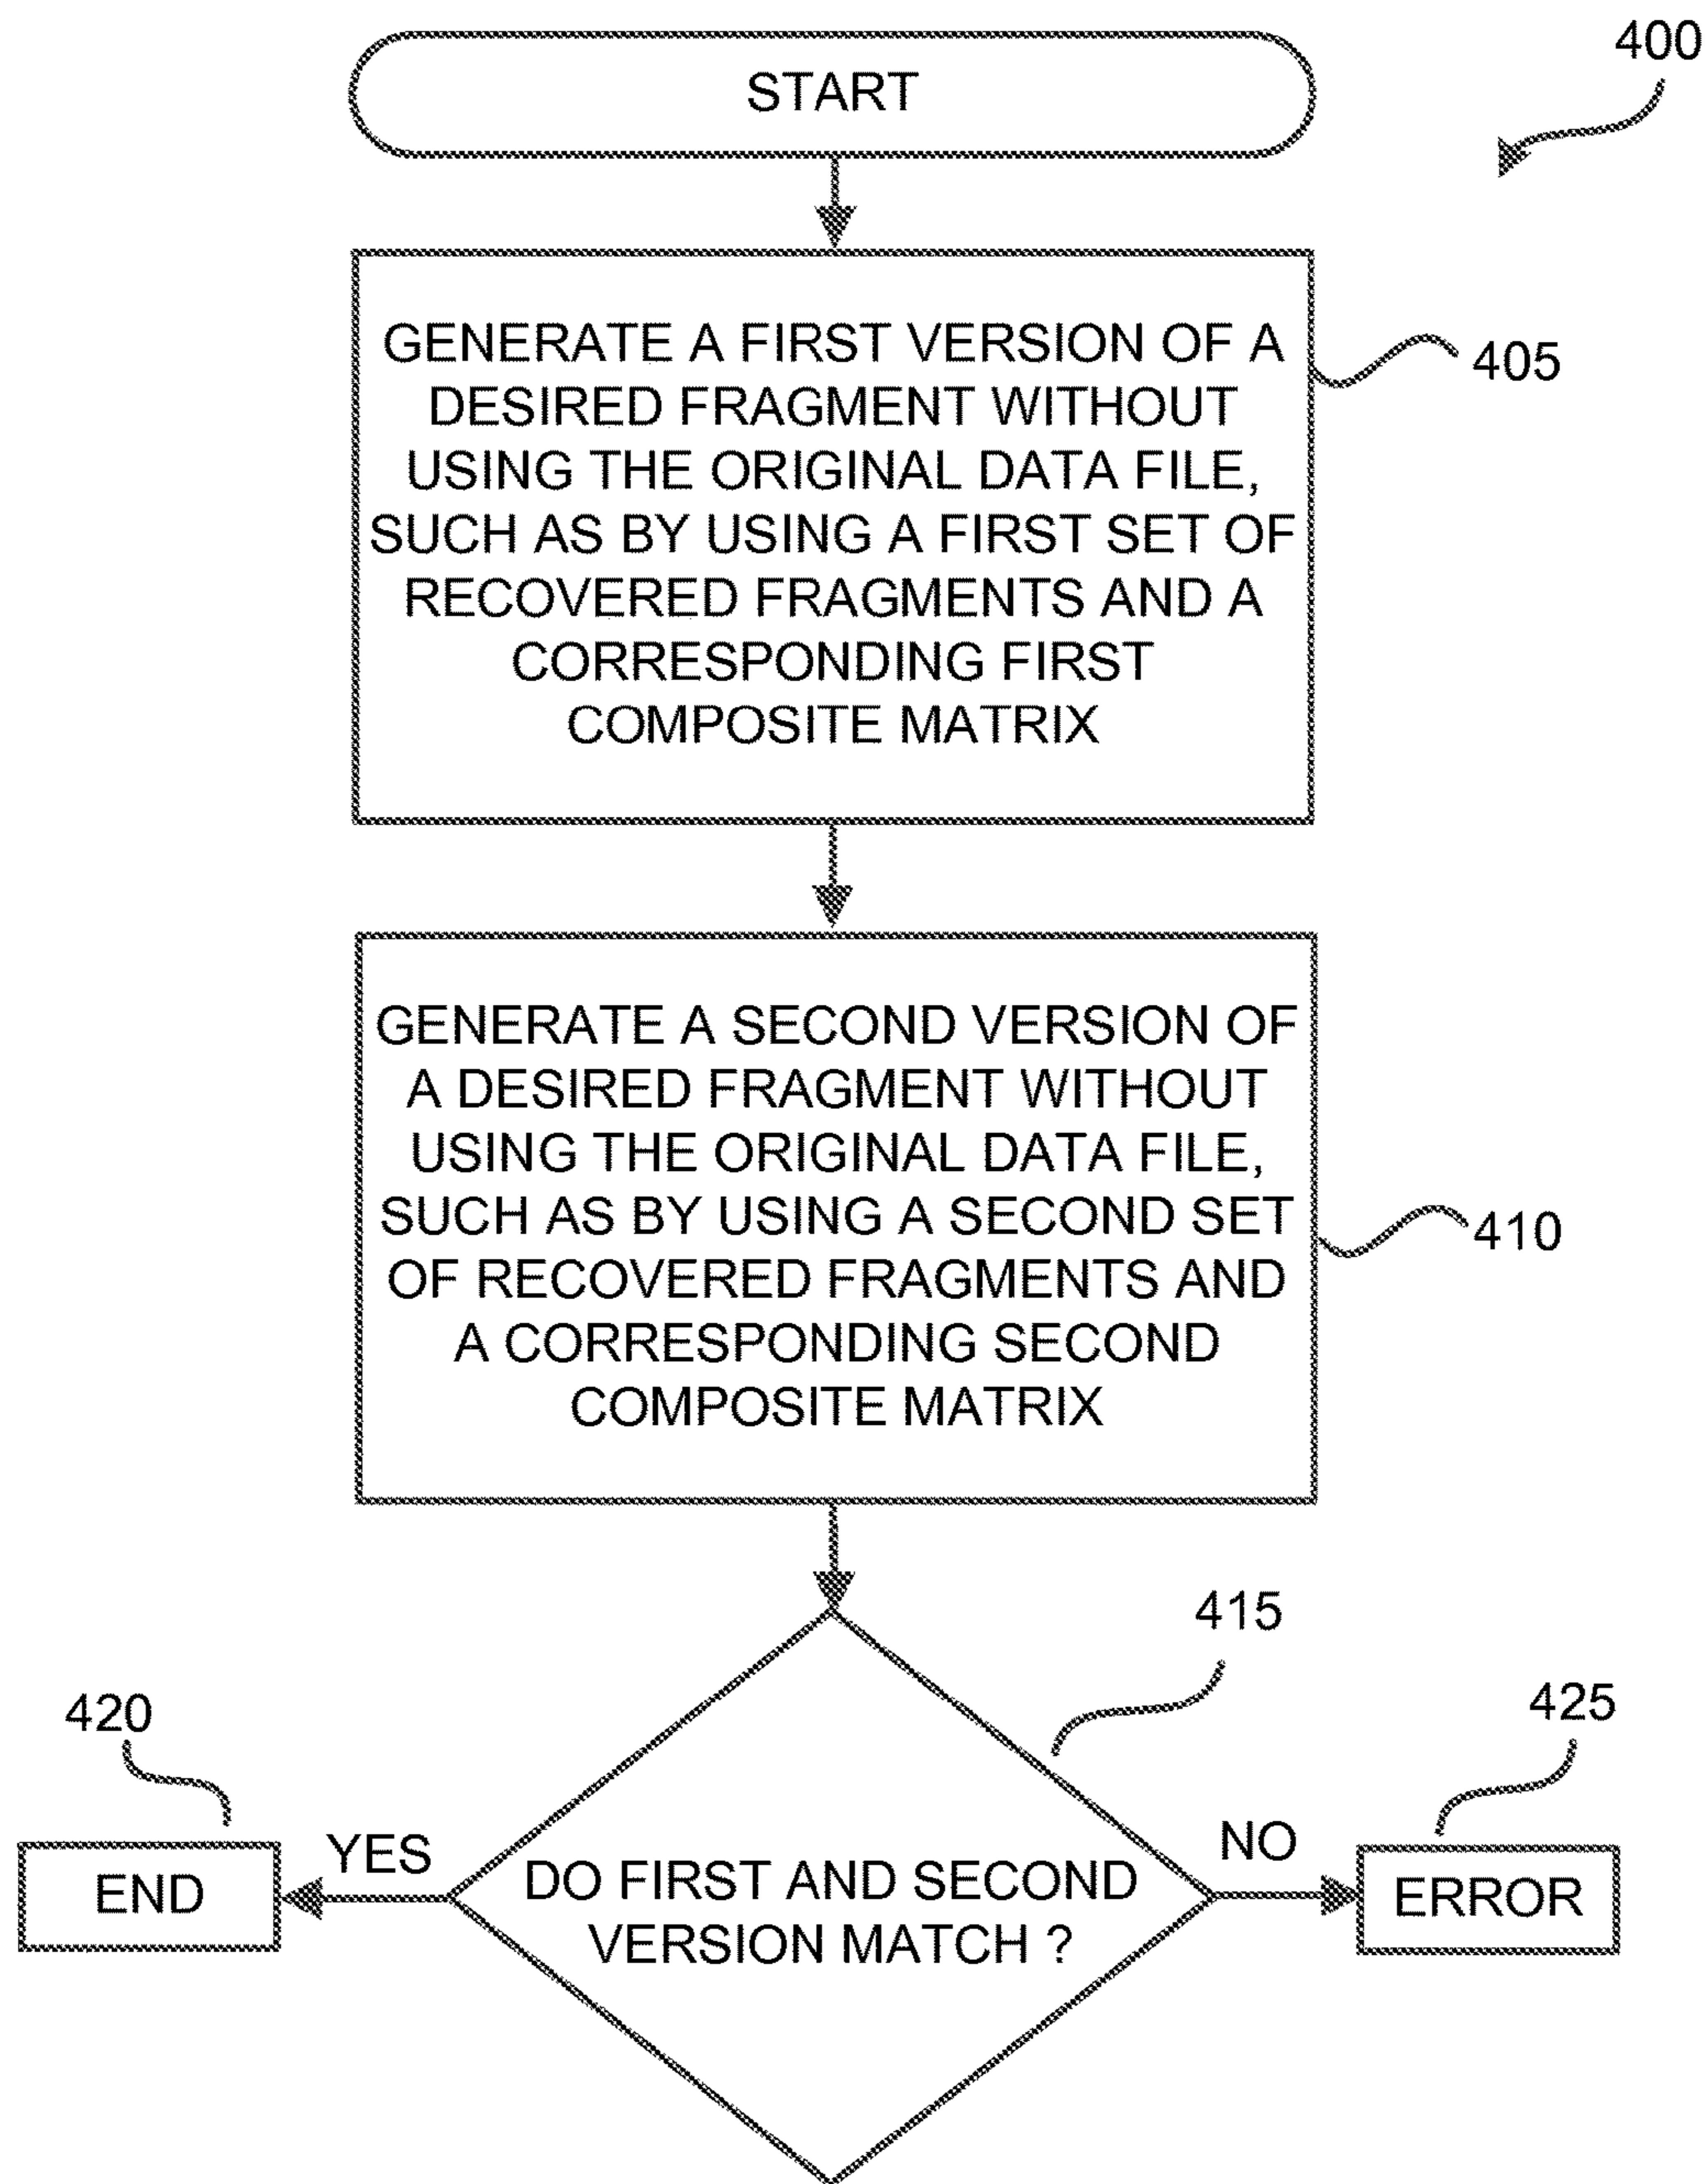 400
START
GENERATE A FIRST VERSION OF A
DESIRED FRAGMENT WITHOUT
USING THE ORIGINAL DATA FILE,
SUCH AS BY USING A FIRST SET OF
RECOVERED FRAGMENTS AND A
CORRESPONDING FIRST
COMPOSITE MATRIX
405
GENERATE A SECOND VERSION OF
A DESIRED FRAGMENT WITHOUT
USING THE ORIGINAL DATA FILE,
SUCH AS BY USING A SECOND SET
OF RECOVERED FRAGMENTS AND
A CORRESPONDING SECOND
COMPOSITE MATRIX
410
415
420
425
YES
NO
END
DO FIRST AND SECOND
VERSION MATCH ?
ERROR